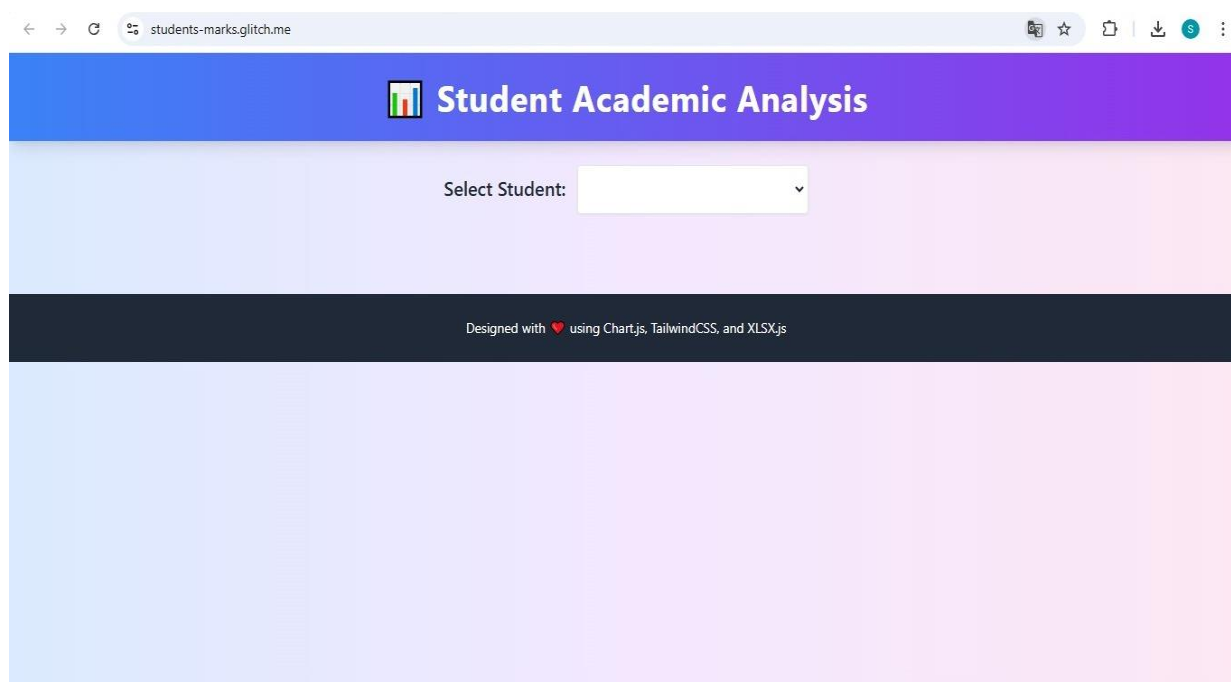 students-marks.glitch.me
S
📊 Student Academic Analysis
Select Student:
Designed with ❤️ using Chart.js, TailwindCSS, and XLSX.js